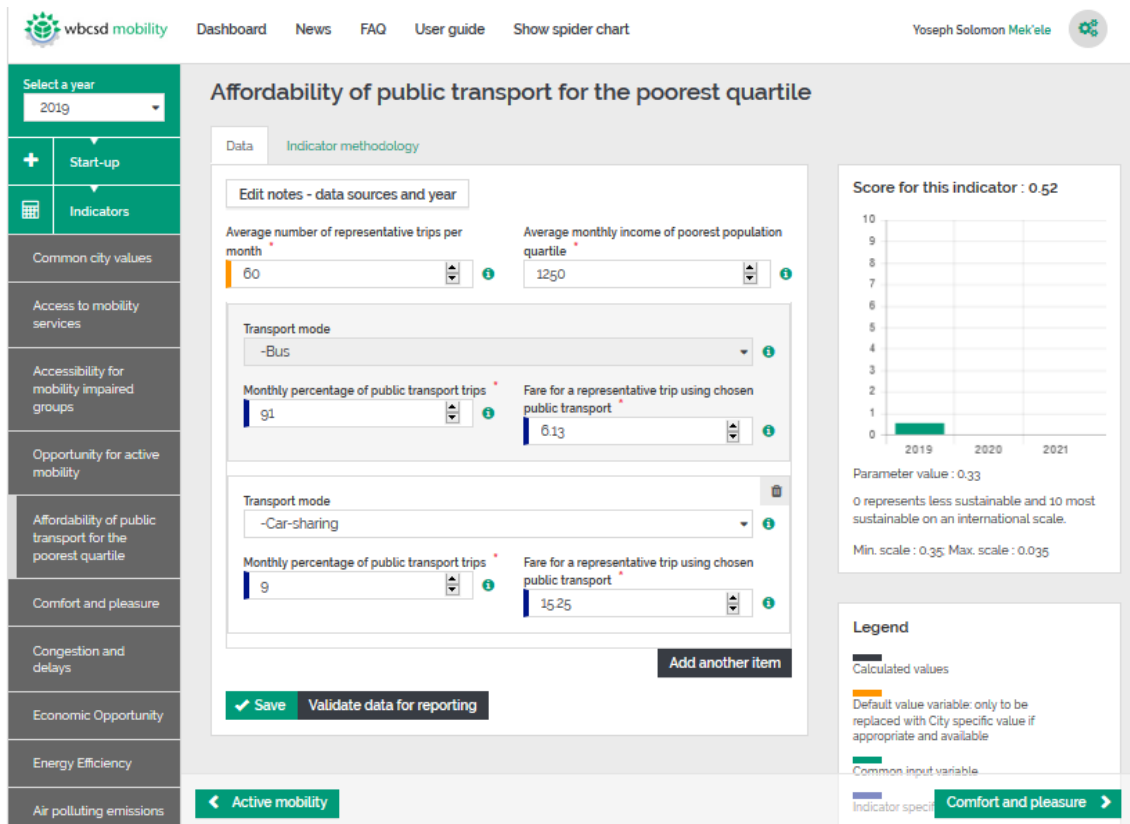 wbcsd mobility
Dashboard
News
FAQ
User guide
Show spider chart
Yoseph Solomon Mek'ele
Select a year
2019
Start-up
Indicators
Common city values
Access to mobility
services
Accessibility for
mobility impaired
groups
Opportunity for active
mobility
Affordability of public
transport for the
poorest quartile
Comfort and pleasure
Congestion and
delays
Economic Opportunity
Energy Efficiency
Air polluting emissions
Affordability of public transport for the poorest quartile
Data
Indicator methodology
Edit notes - data sources and year
Average number of representative trips per
month *
60
Average monthly income of poorest population
quartile *
1250
Transport mode
-Bus
Monthly percentage of public transport trips *
91
Fare for a representative trip using chosen
public transport *
6.13
Transport mode
-Car-sharing
Monthly percentage of public transport trips *
9
Fare for a representative trip using chosen
public transport *
15.25
Add another item
Save
Validate data for reporting
Active mobility
Score for this indicator : 0.52
10
9
8
7
6
5
4
3
2
1
0
2019
2020
2021
Parameter value : 0.33
0 represents less sustainable and 10 most
sustainable on an international scale.
Min. scale : 0.35; Max. scale : 0.035
Legend
Calculated values
Default value variable: only to be
replaced with City specific value if
appropriate and available
Common input variable
Indicator specif
Comfort and pleasure